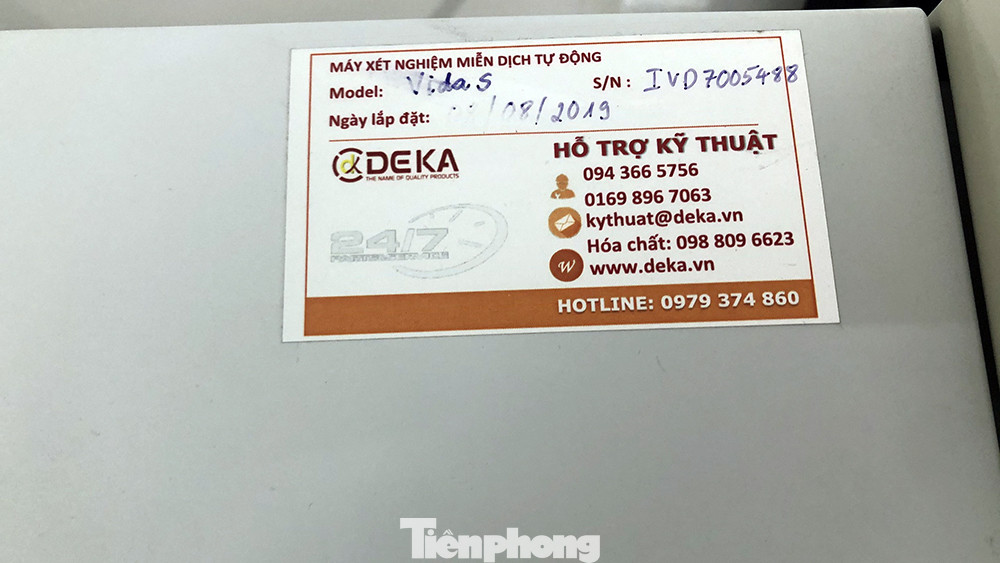 MÁY XÉT NGHIỆM MIỄN DỊCH TỰ ĐỘNG
Model: Vidas S/N: IVD7005488
Ngày lắp đặt: /08/2019
DEKA
THE NAME OF QUALITY PRODUCTS
24/7
HỖ TRỢ KỸ THUẬT
094 366 5756
0169 896 7063
kythuat@deka.vn
Hóa chất: 098 809 6623
www.deka.vn
HOTLINE: 0979 374 860
Tiênphong